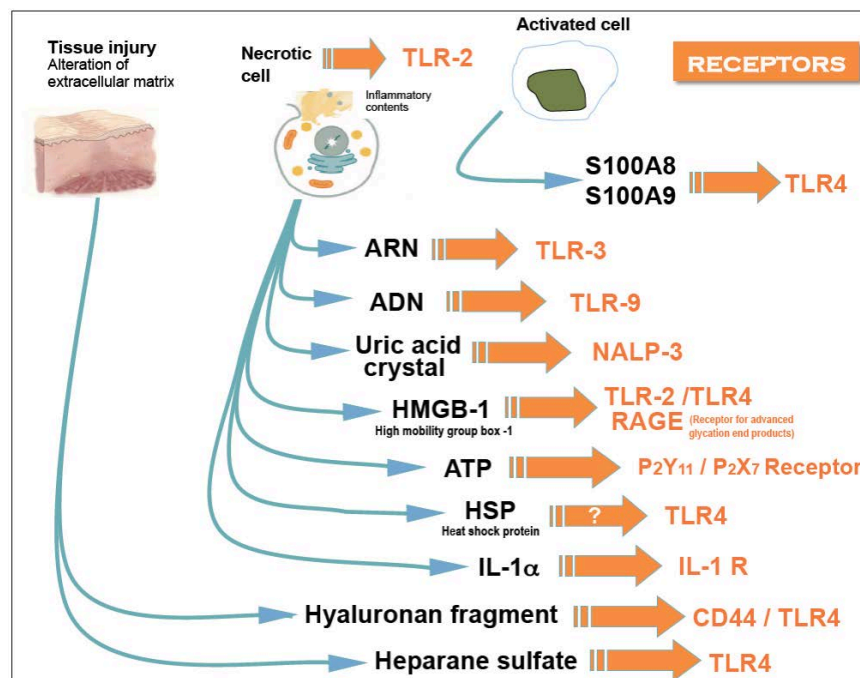 Tissue injury
Alteration of
extracellular matrix
Necrotic
cell
TLR-2
Inflammatory
contents
Activated cell
RECEPTORS
S100A8
S100A9
TLR4
ARN
TLR-3
ADN
TLR-9
Uric acid
crystal
NALP-3
HMGB-1
High mobility group box -1
TLR-2 /TLR4
RAGE (Receptor for advanced
glycation end products)
ATP
P2Y11 / P2X7 Receptor
HSP
Heat shock protein
?
TLR4
IL-1α
IL-1 R
Hyaluronan fragment
CD44 / TLR4
Heparane sulfate
TLR4